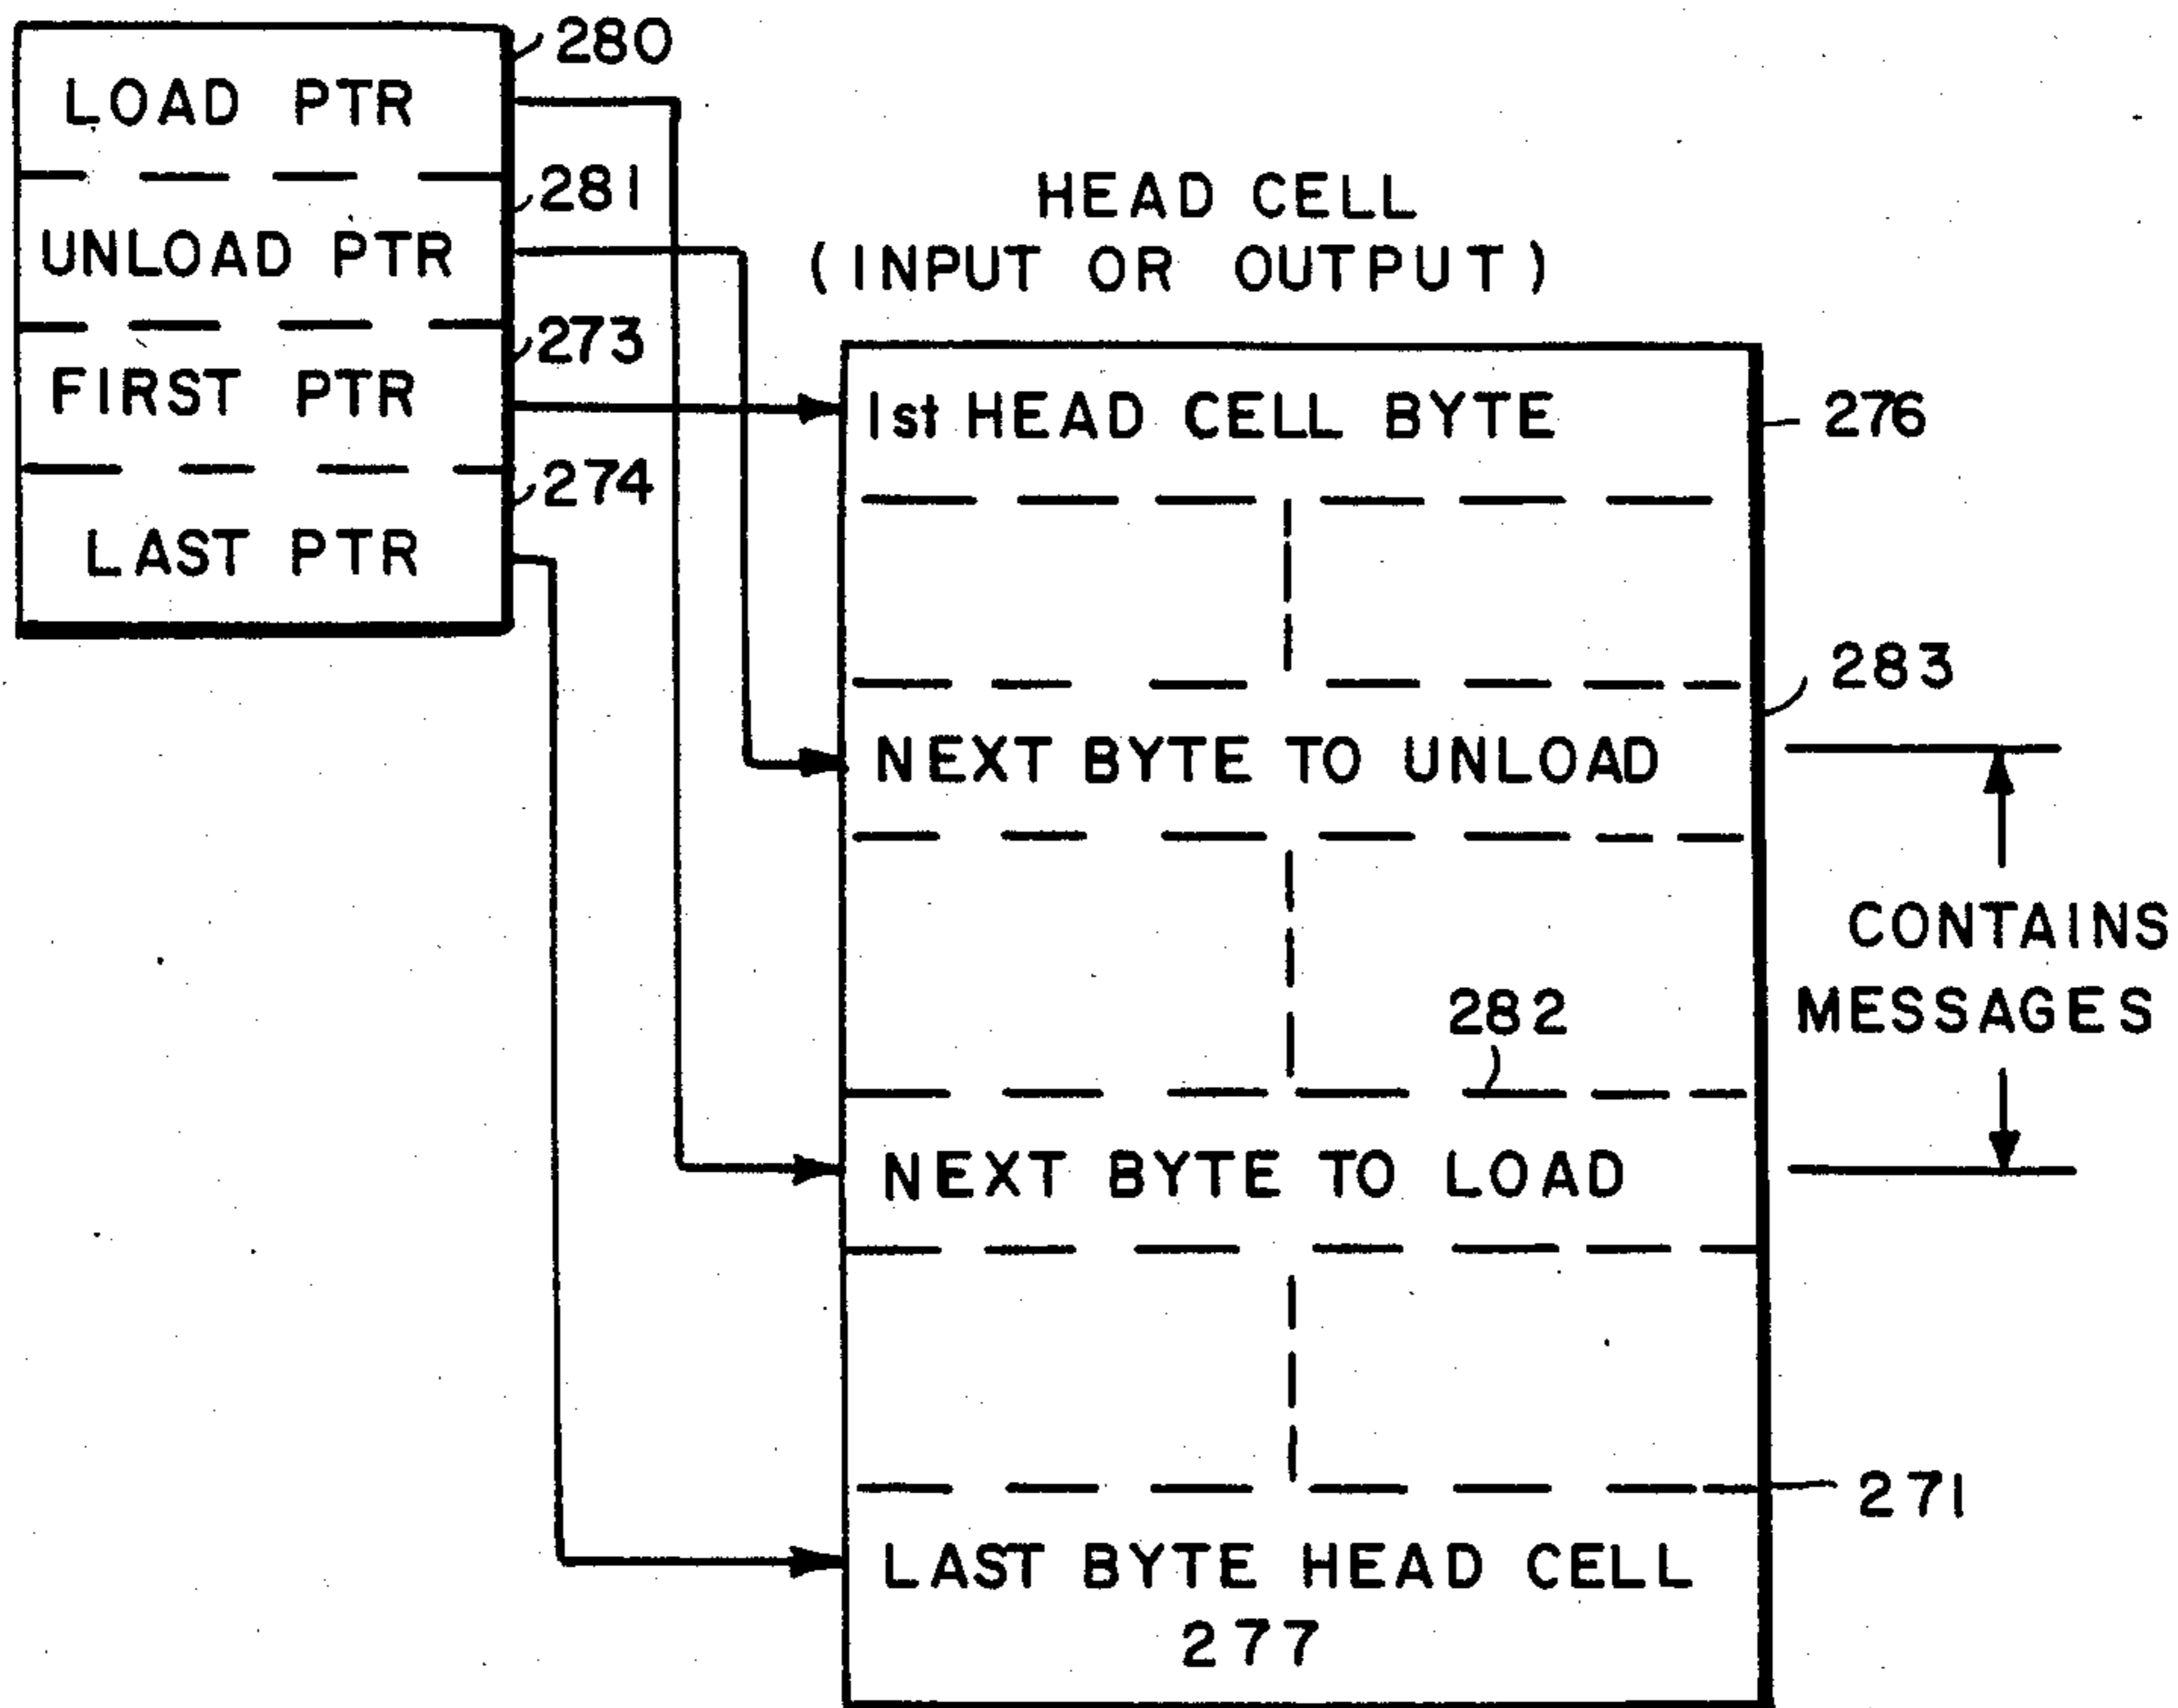 280
LOAD PTR
281
UNLOAD PTR
273
FIRST PTR
274
LAST PTR
HEAD CELL
(INPUT OR OUTPUT)
1st HEAD CELL BYTE
276
283
NEXT BYTE TO UNLOAD
CONTAINS
MESSAGES
282
NEXT BYTE TO LOAD
271
LAST BYTE HEAD CELL
277